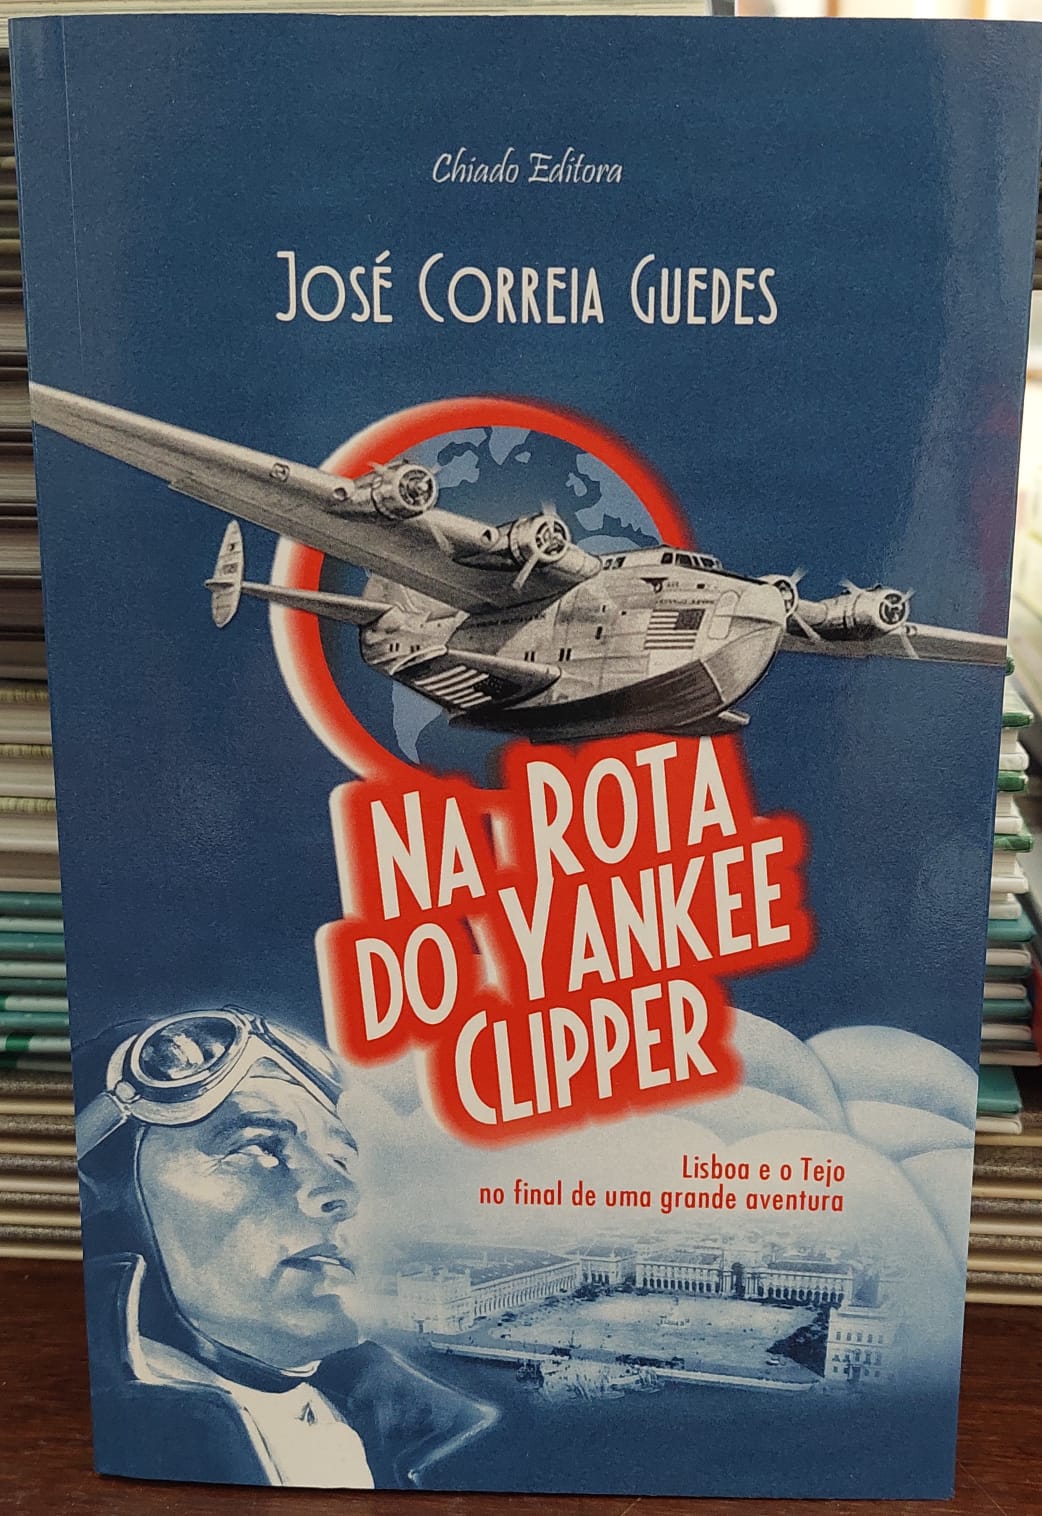 Chiado Editora
JOSÉ CORREIA GUEDES
NA ROTA
DO YANKEE
CLIPPER
Lisboa e o Tejo
no final de uma grande aventura